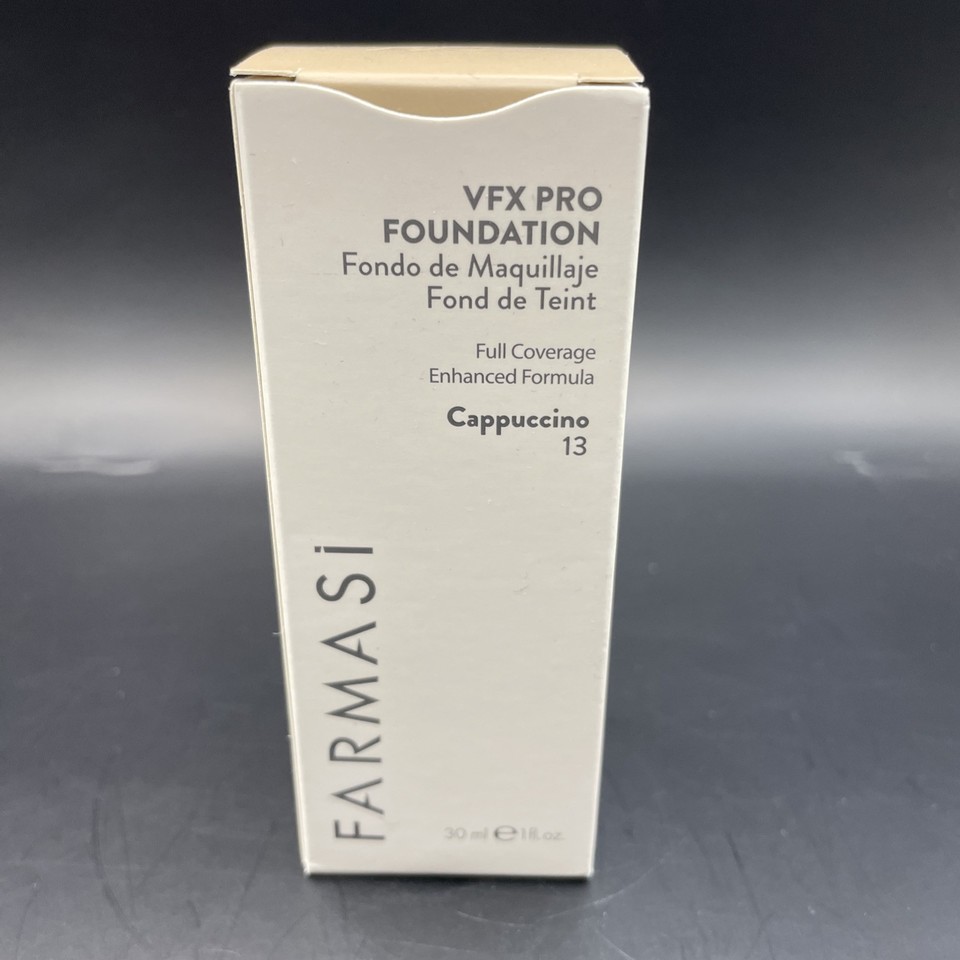 VFX PRO
FOUNDATION
Fondo de Maquillaje
Fond de Teint
Full Coverage
Enhanced Formula
Cappuccino
13
FARMASi
30 ml ℮ 1 fl. oz.